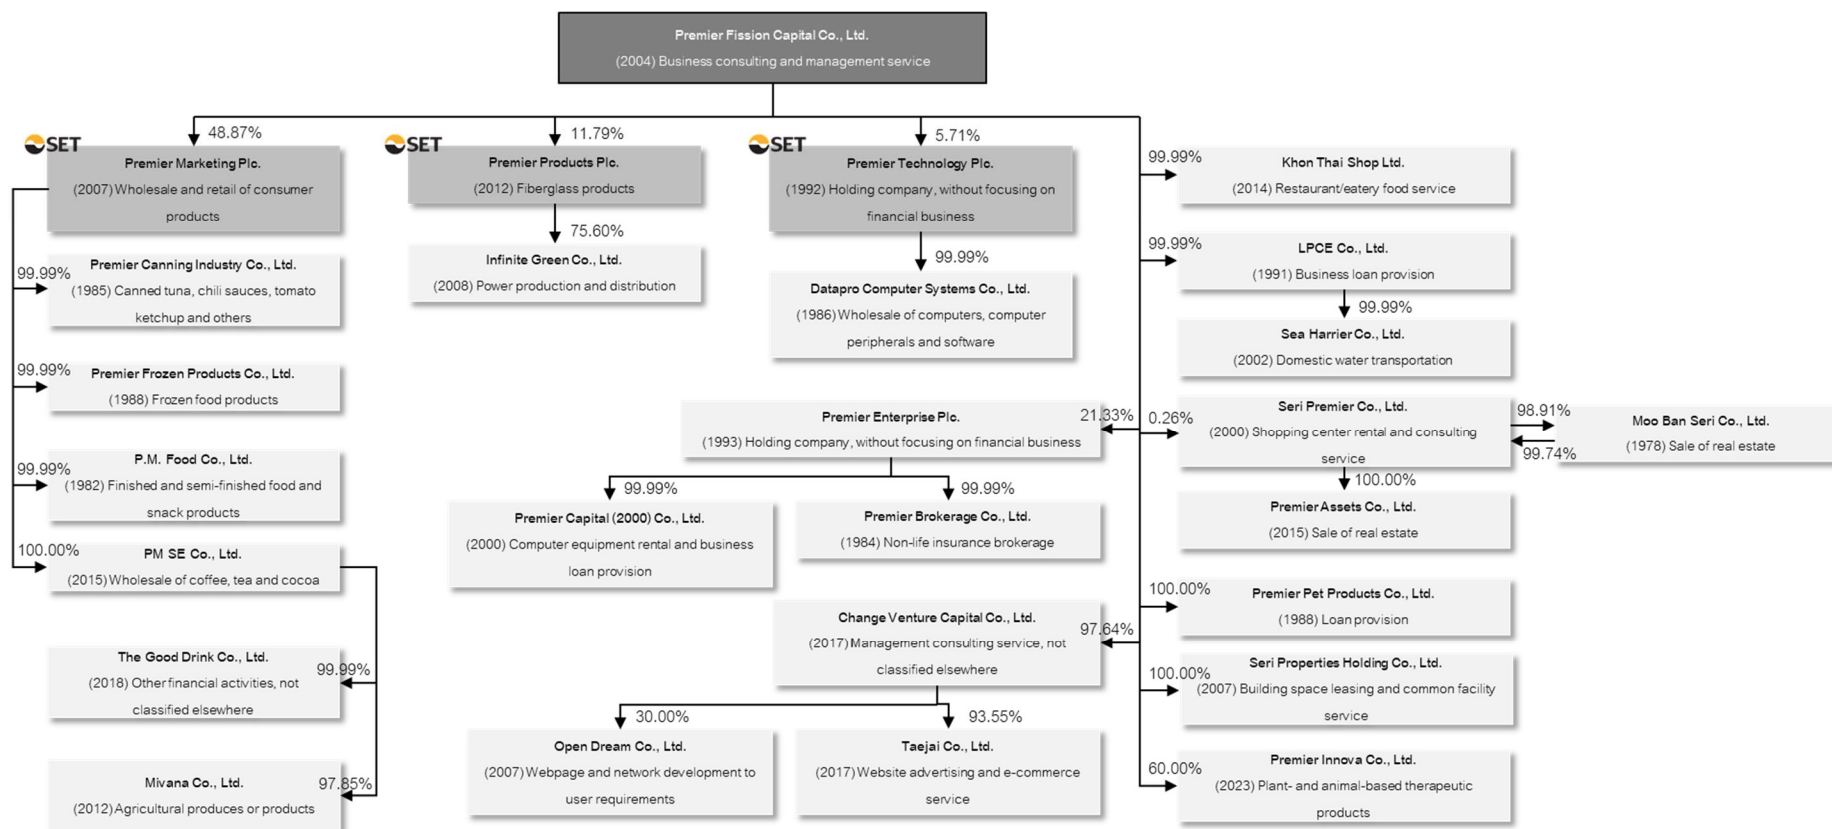 Premier Fission Capital Co., Ltd.
(2004) Business consulting and management service
SET
48.87%
Premier Marketing Plc.
(2007) Wholesale and retail of consumer
products
99.99%
Premier Canning Industry Co., Ltd.
(1985) Canned tuna, chili sauces, tomato
ketchup and others
99.99%
Premier Frozen Products Co., Ltd.
(1988) Frozen food products
99.99%
P.M. Food Co., Ltd.
(1982) Finished and semi-finished food and
snack products
100.00%
PM SE Co., Ltd.
(2015) Wholesale of coffee, tea and cocoa
The Good Drink Co., Ltd.
99.99%
(2018) Other financial activities, not
classified elsewhere
Mivana Co., Ltd.
97.85%
(2012) Agricultural produces or products
SET
11.79%
Premier Products Plc.
(2012) Fiberglass products
75.60%
Infinite Green Co., Ltd.
(2008) Power production and distribution
SET
5.71%
Premier Technology Plc.
(1992) Holding company, without focusing on
financial business
99.99%
Datapro Computer Systems Co., Ltd.
(1986) Wholesale of computers, computer
peripherals and software
21.33%
Premier Enterprise Plc.
(1993) Holding company, without focusing on financial business
99.99%
Premier Capital (2000) Co., Ltd.
(2000) Computer equipment rental and business
loan provision
99.99%
Premier Brokerage Co., Ltd.
(1984) Non-life insurance brokerage
97.64%
Change Venture Capital Co., Ltd.
(2017) Management consulting service, not
classified elsewhere
30.00%
Open Dream Co., Ltd.
(2007) Webpage and network development to
user requirements
93.55%
Taejai Co., Ltd.
(2017) Website advertising and e-commerce
service
99.99%
Khon Thai Shop Ltd.
(2014) Restaurant/eatery food service
99.99%
LPCE Co., Ltd.
(1991) Business loan provision
99.99%
Sea Harrier Co., Ltd.
(2002) Domestic water transportation
0.26%
Seri Premier Co., Ltd.
(2000) Shopping center rental and consulting
service
98.91%
99.74%
Moo Ban Seri Co., Ltd.
(1978) Sale of real estate
100.00%
Premier Assets Co., Ltd.
(2015) Sale of real estate
100.00%
Premier Pet Products Co., Ltd.
(1988) Loan provision
100.00%
Seri Properties Holding Co., Ltd.
(2007) Building space leasing and common facility
service
60.00%
Premier Innova Co., Ltd.
(2023) Plant- and animal-based therapeutic
products